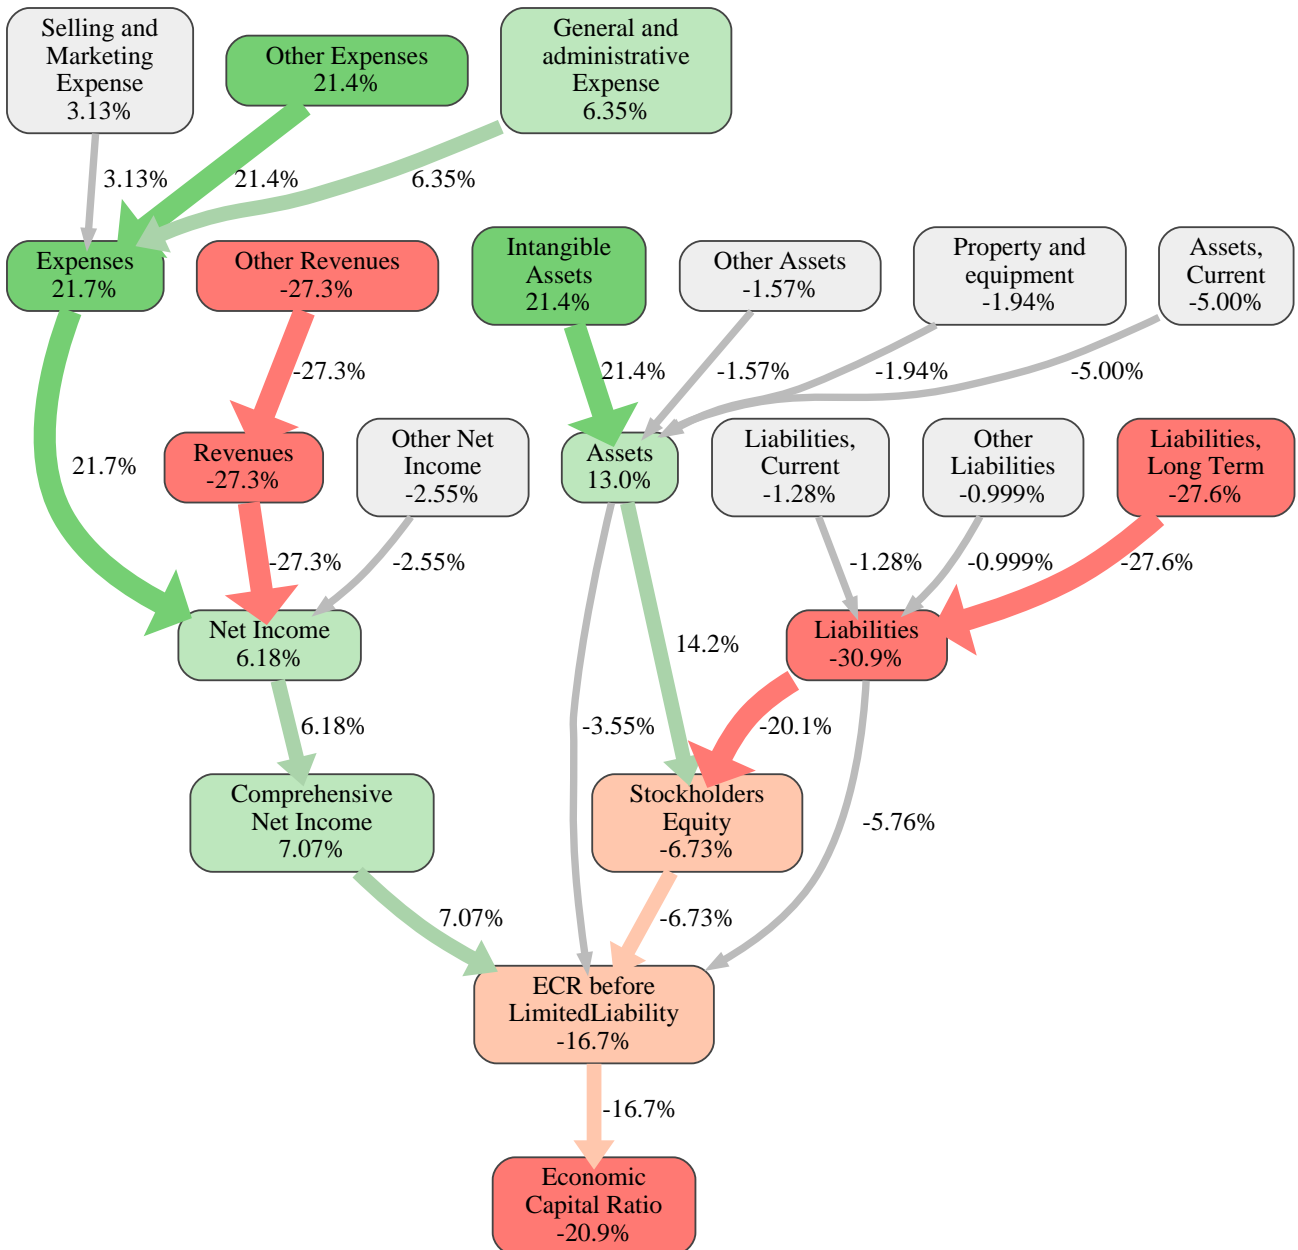 Selling and
Marketing
Expense
3.13%
Other Expenses
21.4%
General and
administrative
Expense
6.35%
3.13%
21.4%
6.35%
Expenses
21.7%
Other Revenues
-27.3%
Intangible
Assets
21.4%
Other Assets
-1.57%
Property and
equipment
-1.94%
Assets,
Current
-5.00%
-27.3%
21.4%
-1.57%
-1.94%
-5.00%
21.7%
Revenues
-27.3%
Other Net
Income
-2.55%
Assets
13.0%
Liabilities,
Current
-1.28%
Other
Liabilities
-0.999%
Liabilities,
Long Term
-27.6%
-27.3%
-2.55%
-1.28%
-0.999%
-27.6%
Net Income
6.18%
14.2%
Liabilities
-30.9%
6.18%
-3.55%
-20.1%
Comprehensive
Net Income
7.07%
Stockholders
Equity
-6.73%
-5.76%
7.07%
-6.73%
ECR before
LimitedLiability
-16.7%
-16.7%
Economic
Capital Ratio
-20.9%